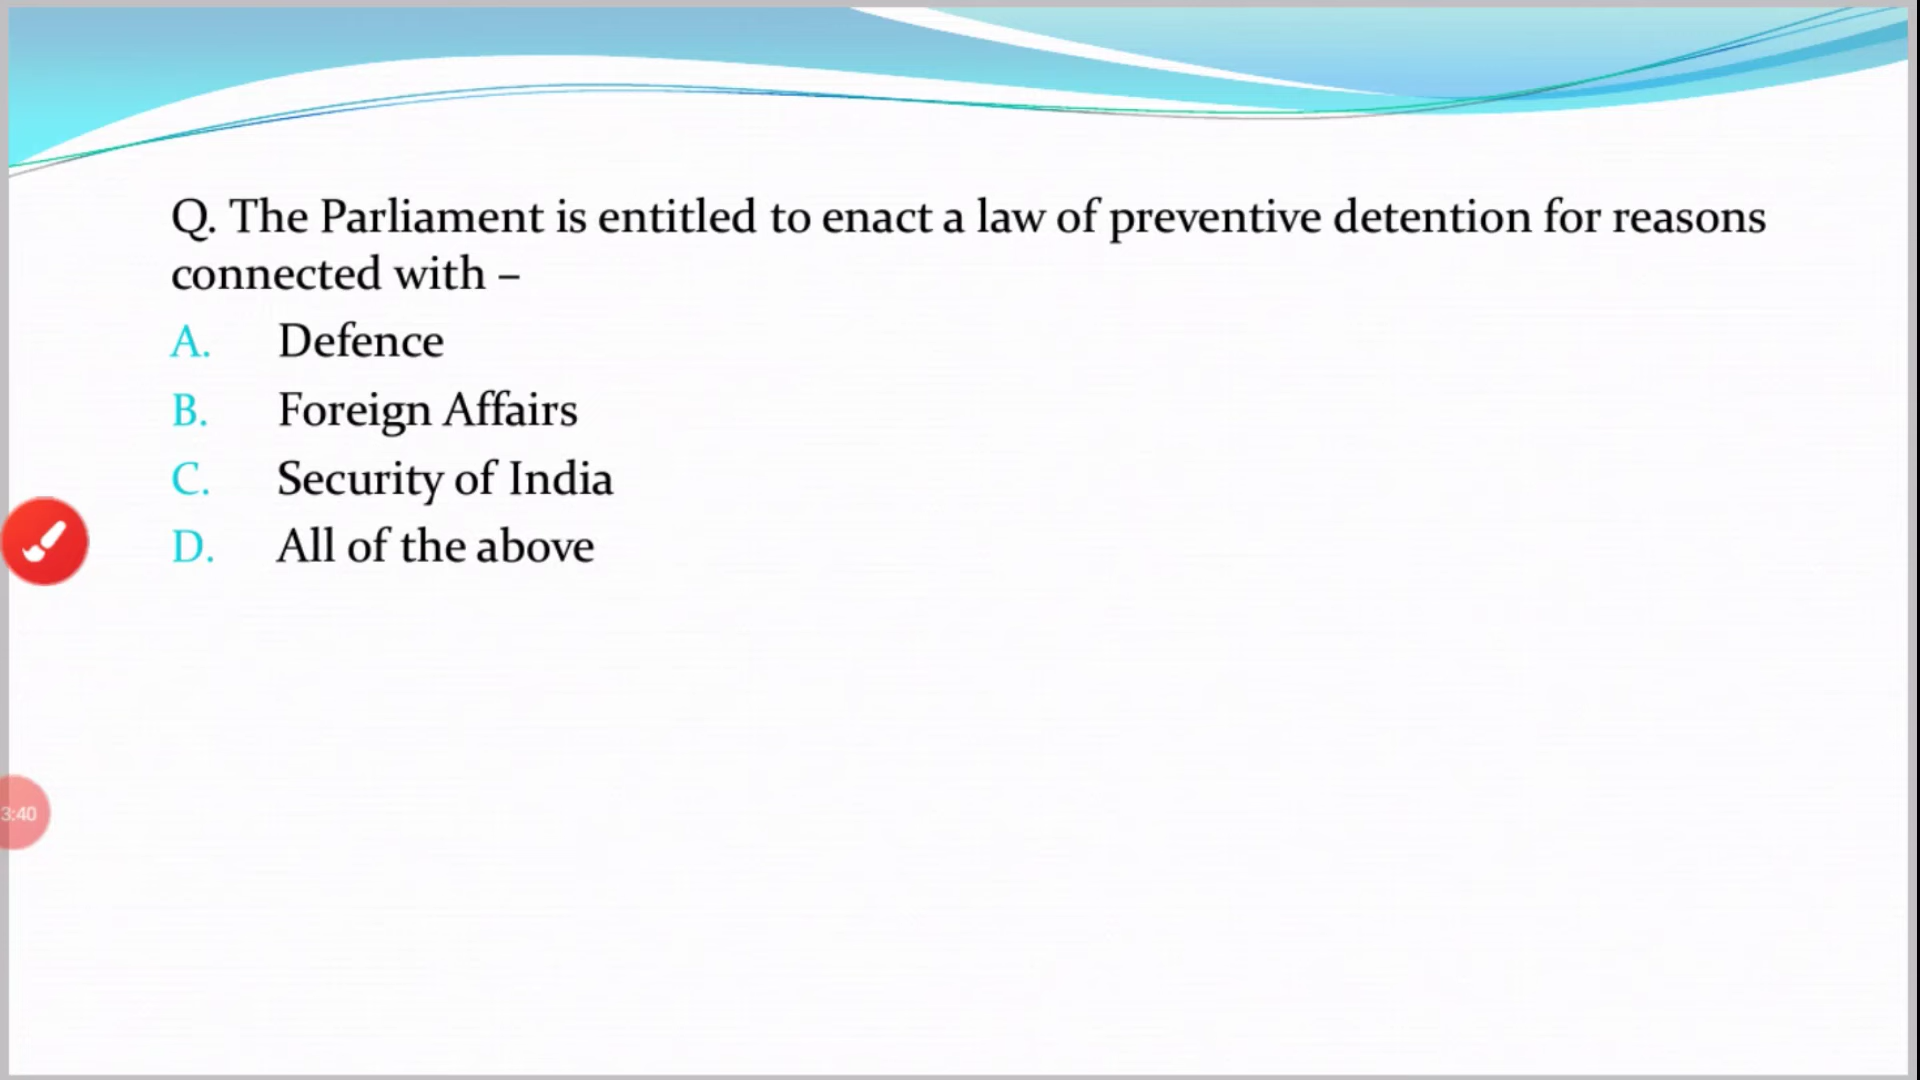 Q. The Parliament is entitled to enact a law of preventive detention for reasons
connected with –
A. Defence
B. Foreign Affairs
C. Security of India
D. All of the above
3:40